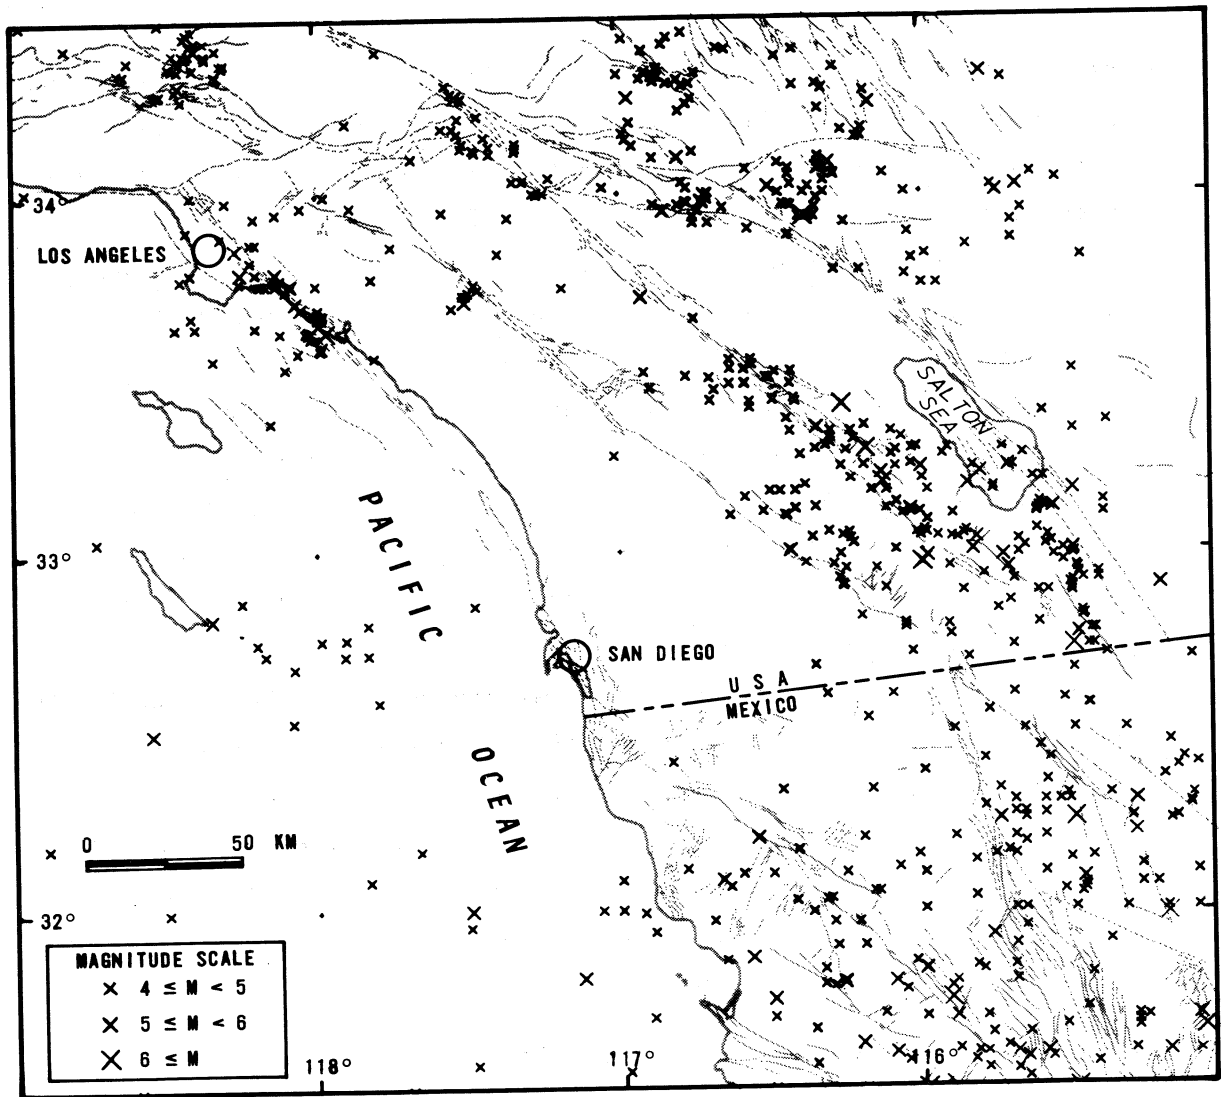 34°
LOS ANGELES
SALTON
SEA
PACIFIC
33°
SAN DIEGO
USA
MEXICO
OCEAN
0 50 KM
32°
MAGNITUDE SCALE
× 4 ≤ M < 5
× 5 ≤ M < 6
× 6 ≤ M
118°
117°
116°